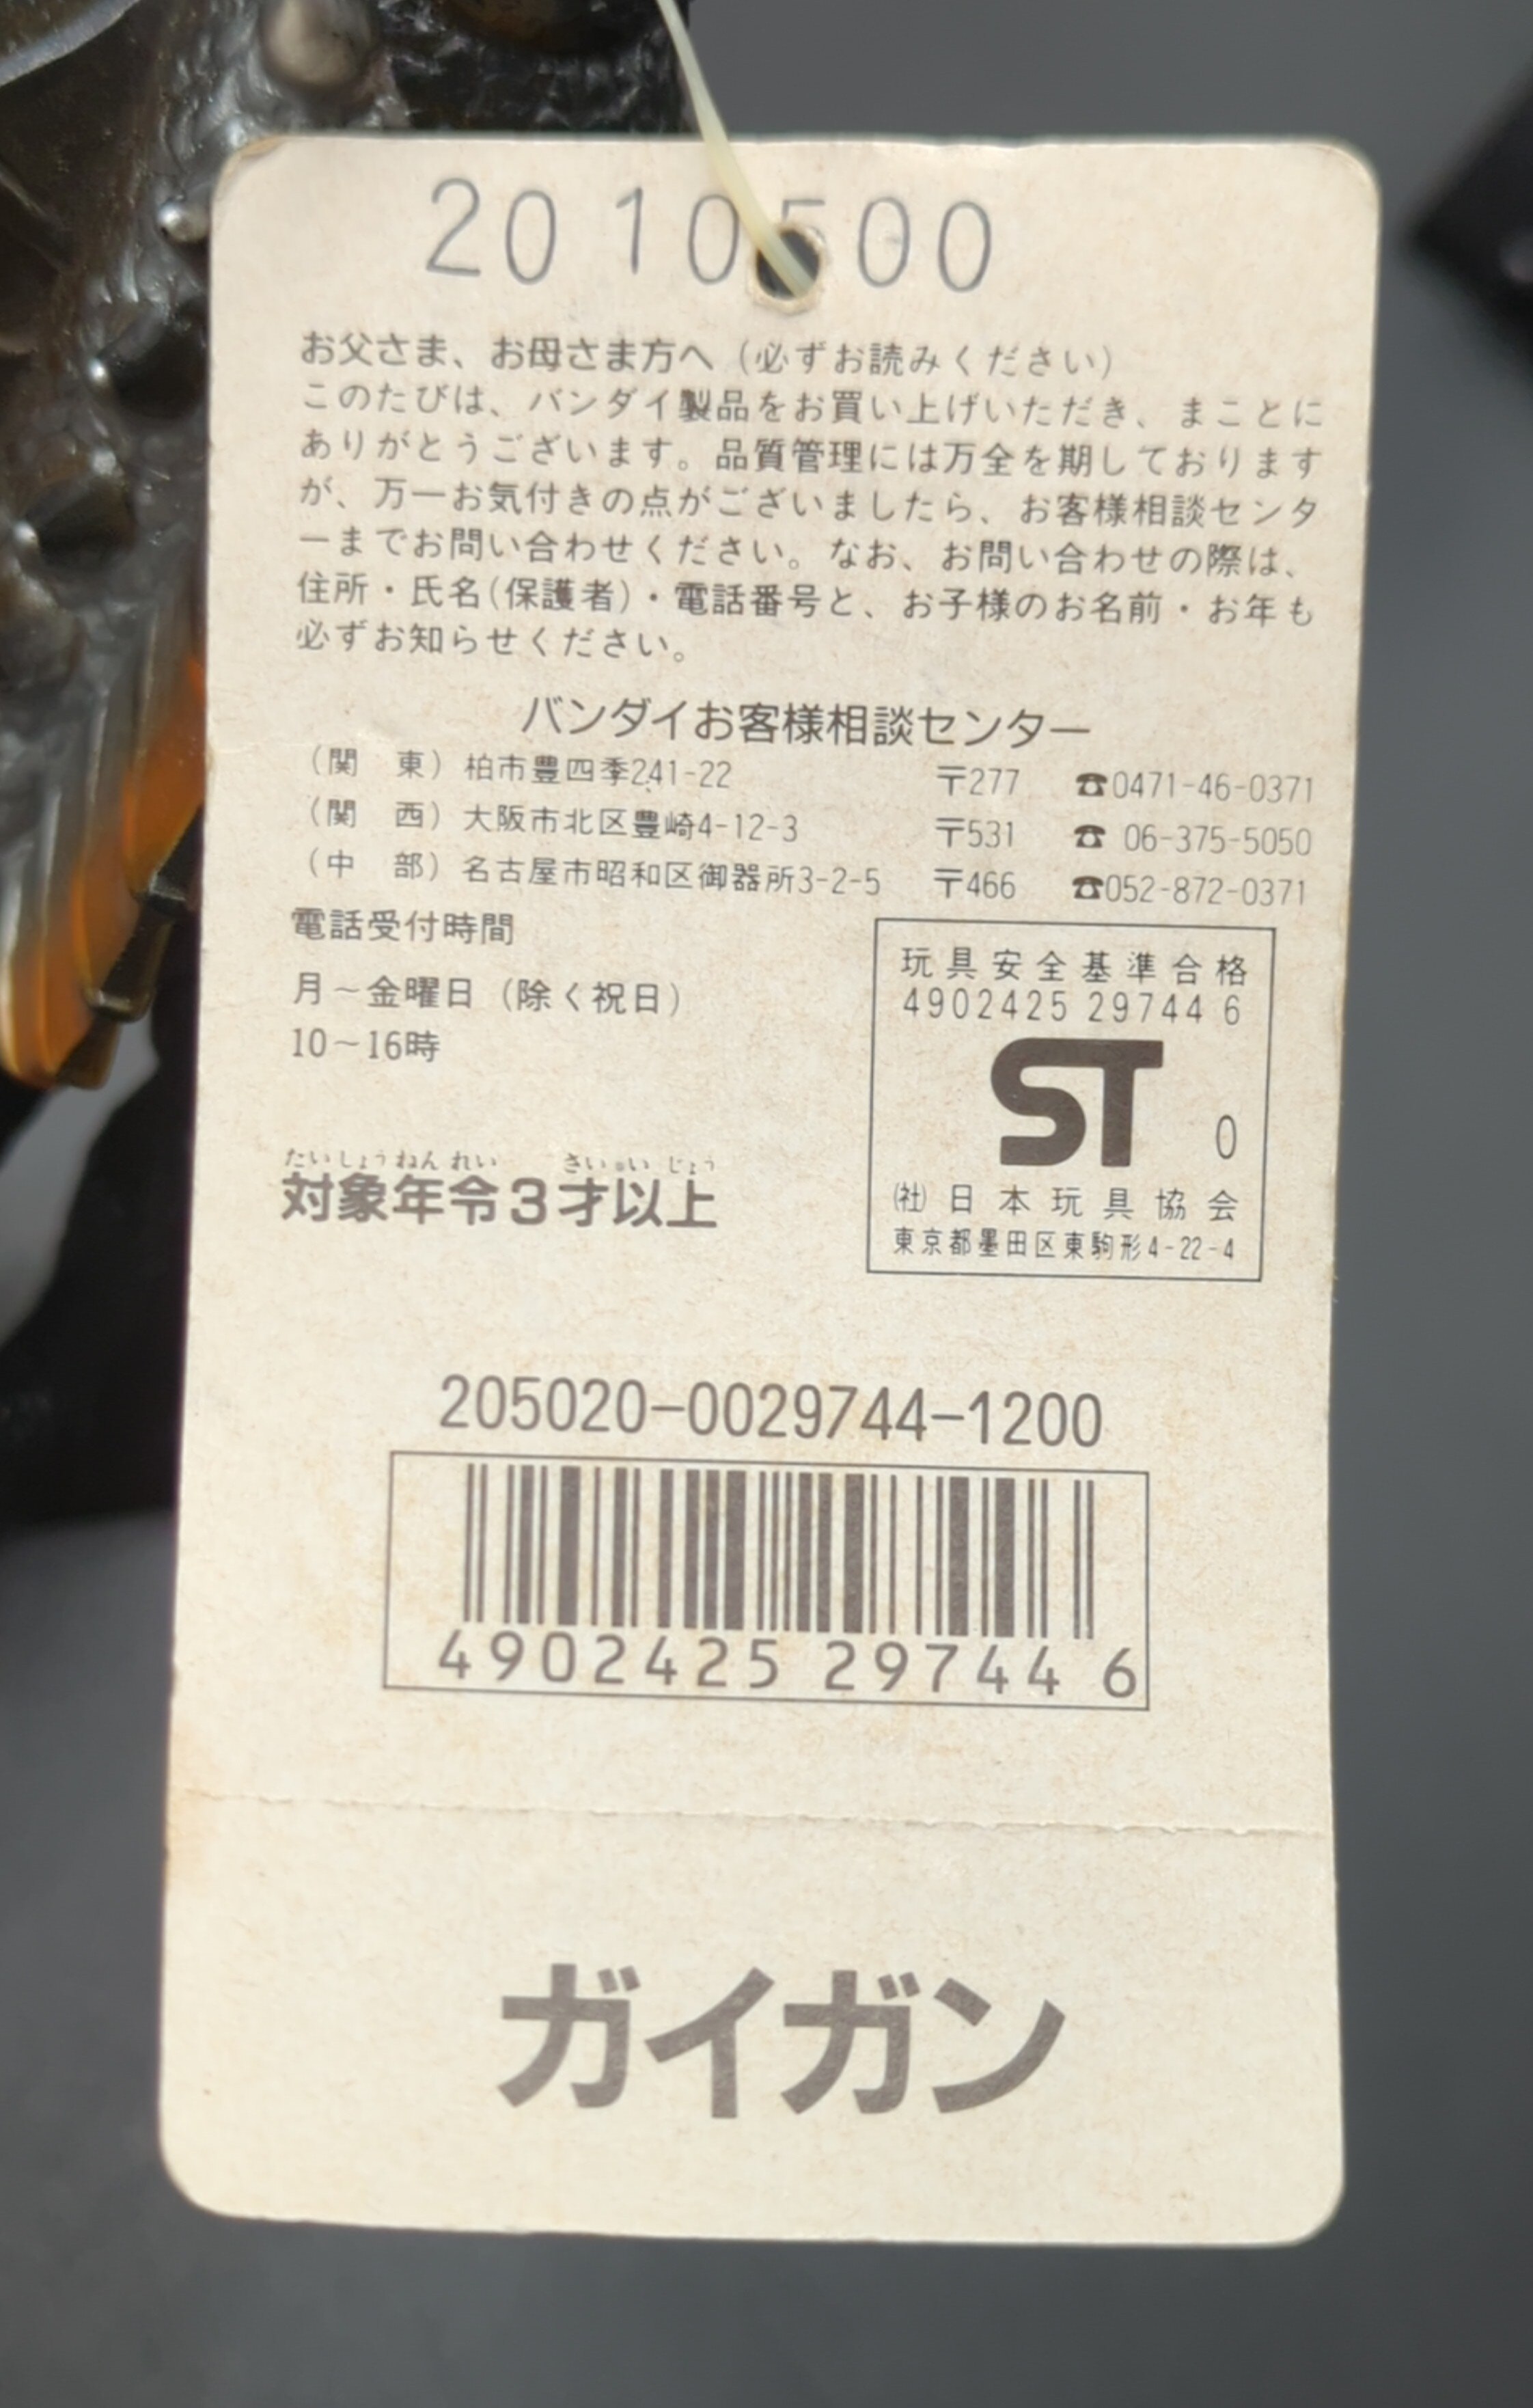 2010500
お父さま、お母さま方へ（必ずお読みください）
このたびは、バンダイ製品をお買い上げいただき、まことに
ありがとうございます。品質管理には万全を期しております
が、万一お気付きの点がございましたら、お客様相談センタ
ーまでお問い合わせください。なお、お問い合わせの際は、
住所・氏名(保護者)・電話番号と、お子様のお名前・お年も
必ずお知らせください。
バンダイお客様相談センター
（関　東）柏市豊四季241-22　〒277　☎0471-46-0371
（関　西）大阪市北区豊崎4-12-3　〒531　☎ 06-375-5050
（中　部）名古屋市昭和区御器所3-2-5　〒466　☎052-872-0371
電話受付時間
月～金曜日（除く祝日）
10～16時
たいしょうねんれい　さいいじょう
対象年令3才以上
玩具安全基準合格
4902425 29744 6
ST 0
㈳日本玩具協会
東京都墨田区東駒形4-22-4
205020-0029744-1200
4902425 29744 6
ガイガン